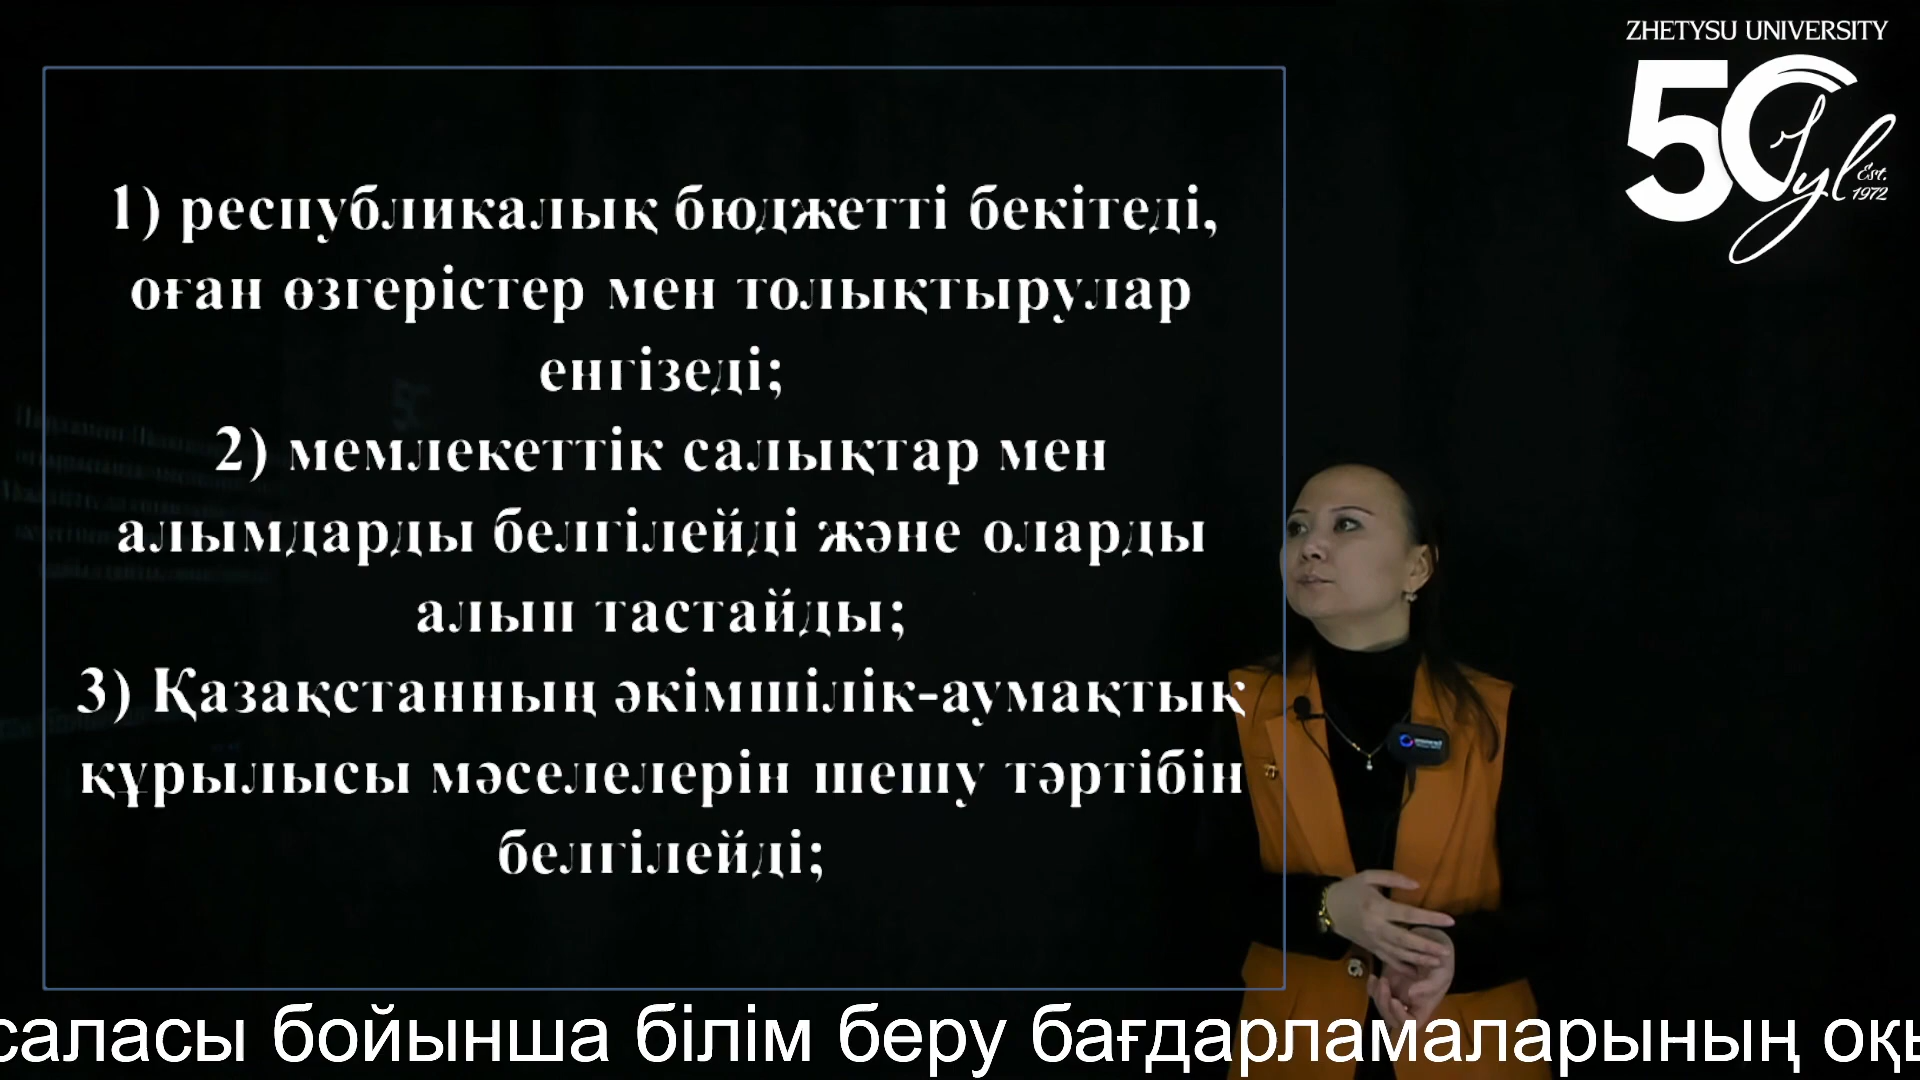 ZHETYSU UNIVERSITY
50 Jyl
Est.
1972
1) республикалық бюджетті бекітеді,
оған өзгерістер мен толықтырулар
енгізеді;
2) мемлекеттік салықтар мен
алымдарды белгілейді және оларды
алып тастайды;
3) Қазақстанның әкімшілік-аумақтық
құрылысы мәселелерін шешу тәртібін
белгілейді;
саласы бойынша білім беру бағдарламаларының